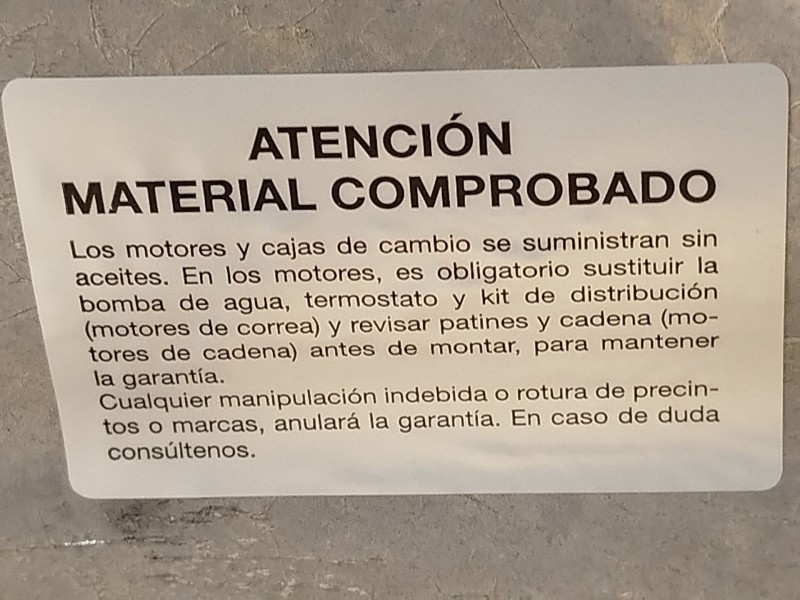 ATENCIÓN
MATERIAL COMPROBADO
Los motores y cajas de cambio se suministran sin
aceites. En los motores, es obligatorio sustituir la
bomba de agua, termostato y kit de distribución
(motores de correa) y revisar patines y cadena (mo-
tores de cadena) antes de montar, para mantener
la garantía.
Cualquier manipulación indebida o rotura de precin-
tos o marcas, anulará la garantía. En caso de duda
consúltenos.